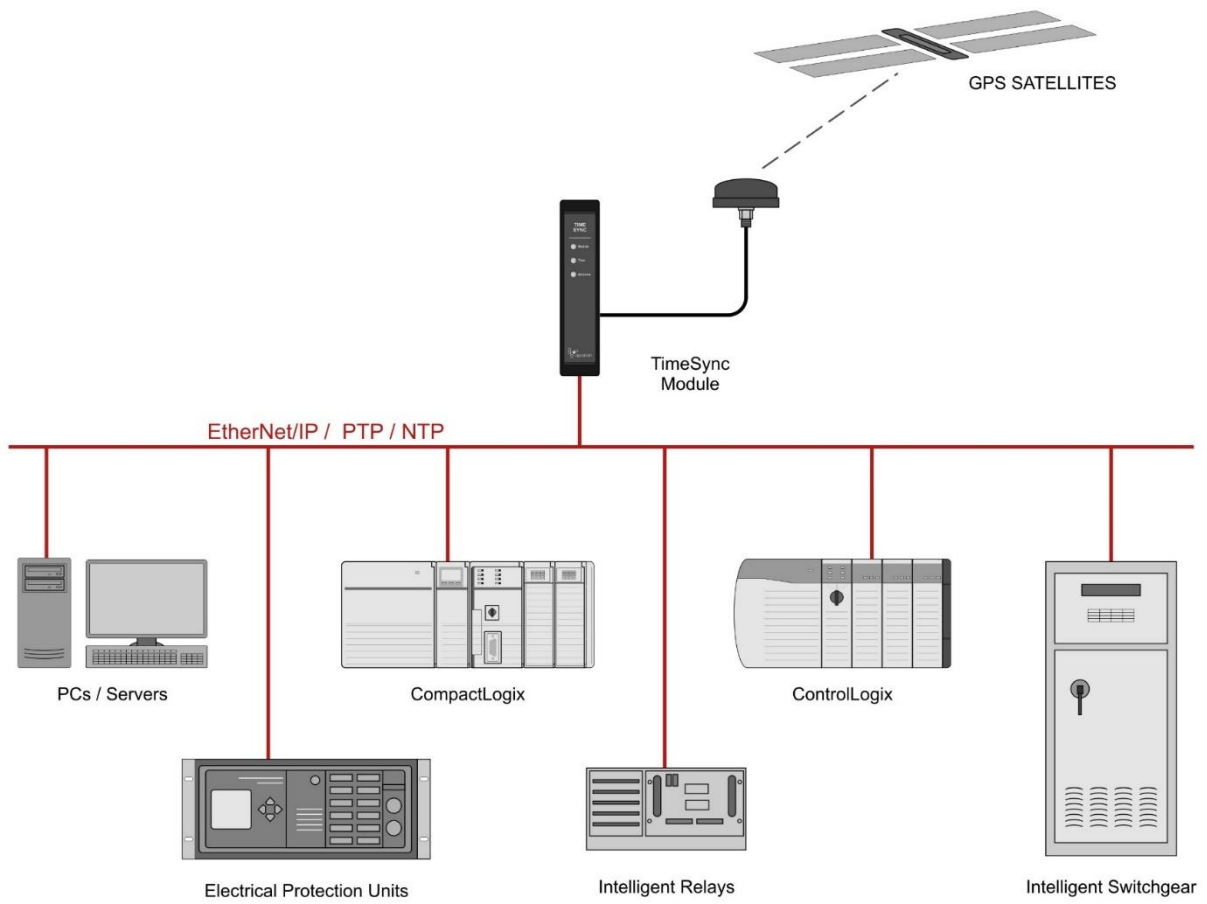 GPS SATELLITES
TIME
SYNC
TimeSync
Module
EtherNet/IP / PTP / NTP
PCs / Servers
CompactLogix
ControlLogix
Electrical Protection Units
Intelligent Relays
Intelligent Switchgear